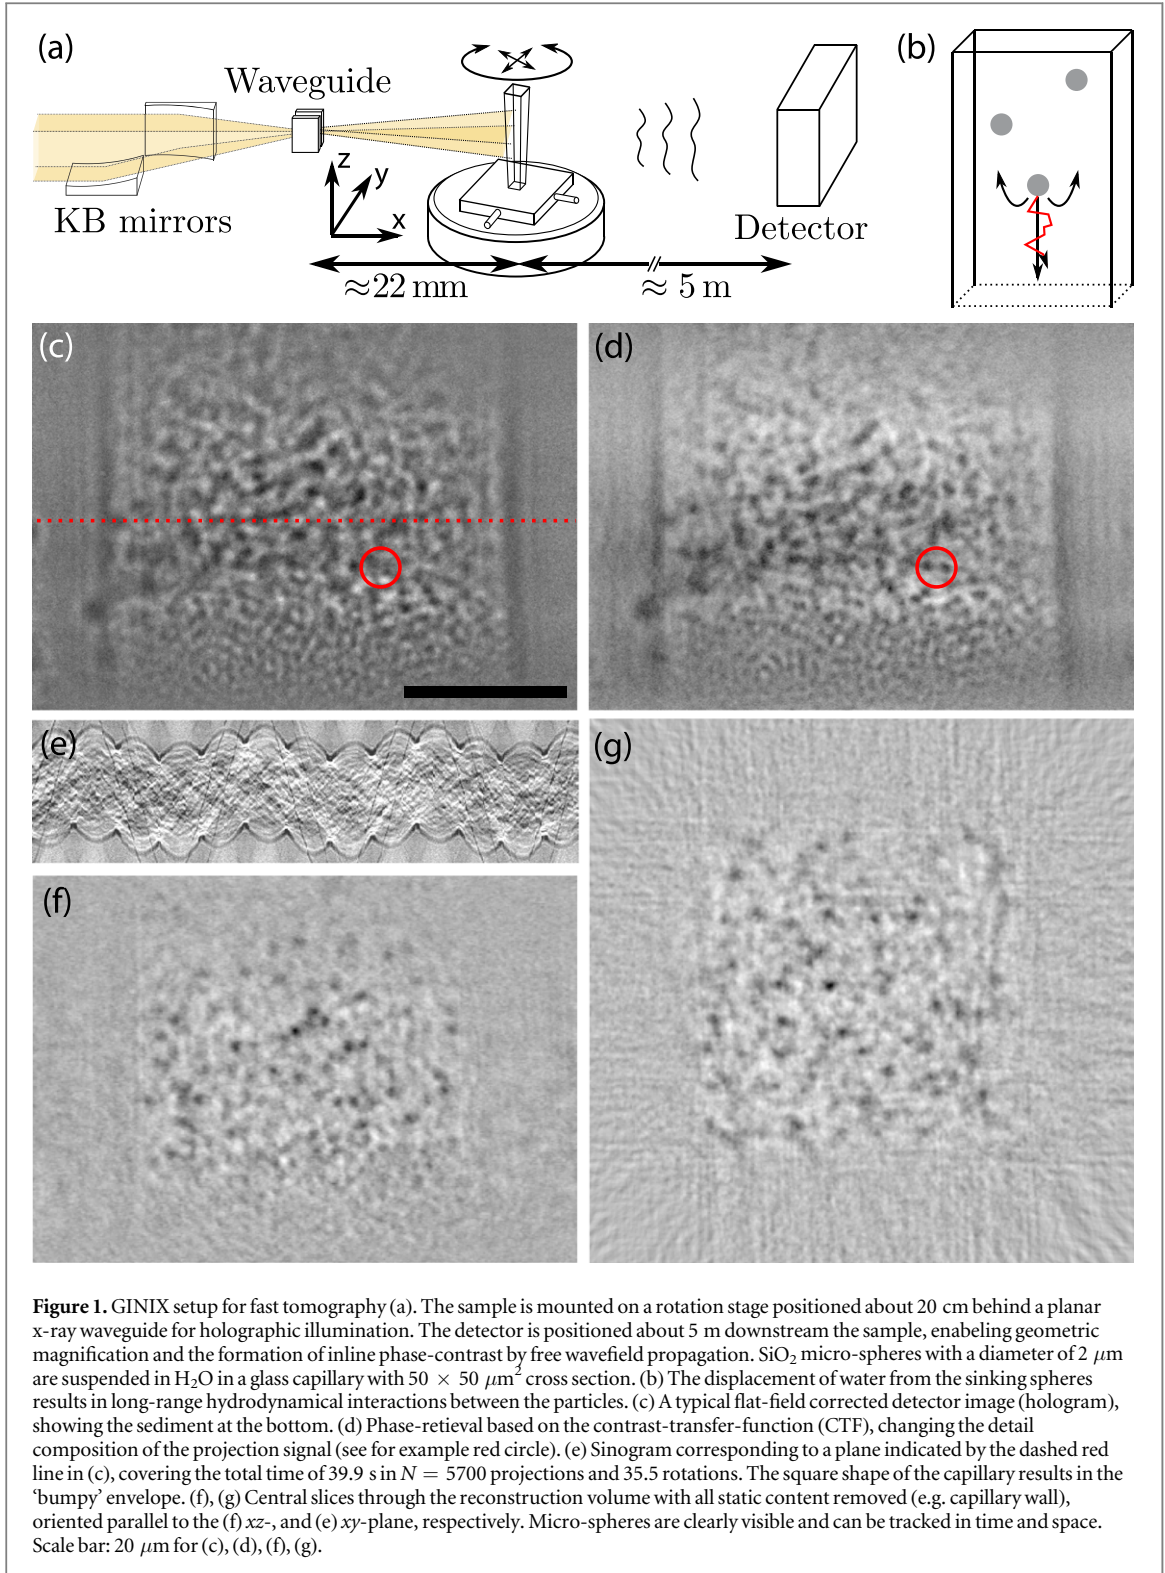 (a)
(b)
Waveguide
z
y
x
KB mirrors
Detector
≈22 mm
≈ 5 m
(c)
(d)
(e)
(g)
(f)
Figure 1. GINIX setup for fast tomography (a). The sample is mounted on a rotation stage positioned about 20 cm behind a planar
x-ray waveguide for holographic illumination. The detector is positioned about 5 m downstream the sample, enabeling geometric
magnification and the formation of inline phase-contrast by free wavefield propagation. SiO₂ micro-spheres with a diameter of 2 μm
are suspended in H₂O in a glass capillary with 50 × 50 μm² cross section. (b) The displacement of water from the sinking spheres
results in long-range hydrodynamical interactions between the particles. (c) A typical flat-field corrected detector image (hologram),
showing the sediment at the bottom. (d) Phase-retieval based on the contrast-transfer-function (CTF), changing the detail
composition of the projection signal (see for example red circle). (e) Sinogram corresponding to a plane indicated by the dashed red
line in (c), covering the total time of 39.9 s in N = 5700 projections and 35.5 rotations. The square shape of the capillary results in the
‘bumpy’ envelope. (f), (g) Central slices through the reconstruction volume with all static content removed (e.g. capillary wall),
oriented parallel to the (f) xz-, and (e) xy-plane, respectively. Micro-spheres are clearly visible and can be tracked in time and space.
Scale bar: 20 μm for (c), (d), (f), (g).